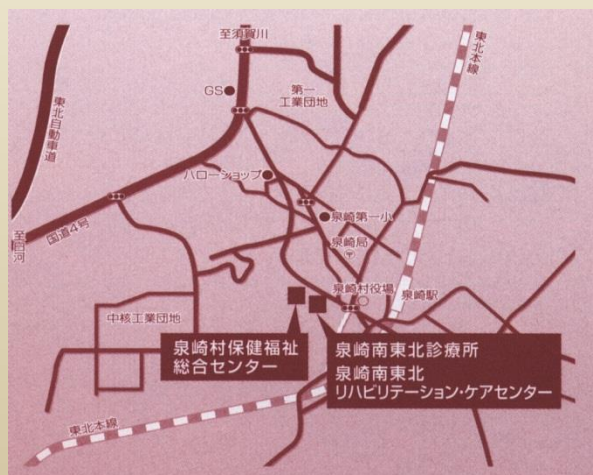 至須賀川
GS
第一
工業団地
東北本線
東北自動車道
ハローショップ
泉崎第一小
泉崎局
国道4号
至白河
泉崎村役場
泉崎駅
中核工業団地
泉崎村保健福祉
総合センター
泉崎南東北診療所
泉崎南東北
リハビリテーション・ケアセンター
東北本線